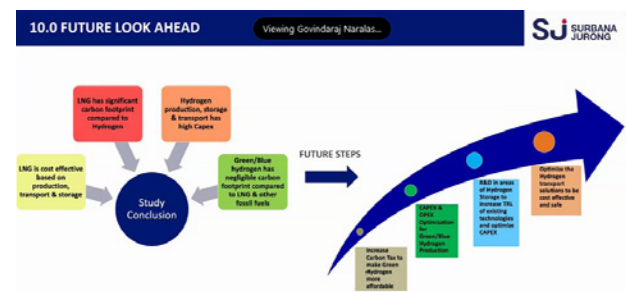 10.0 FUTURE LOOK AHEAD
Viewing Govindaraj Naralas...
SJ SURBANA
JURONG
LNG has significant
carbon footprint
compared to
Hydrogen
Hydrogen
production, storage
& transport has
high Capex
LNG is cost effective
based on
production,
transport & storage
Green/Blue
hydrogen has
negligible carbon
footprint compared
to LNG & other
fossil fuels
Study
Conclusion
FUTURE STEPS
Increase
Carbon Tax to
make Green
Hydrogen
more
affordable
CAPEX &
OPEX
Optimization
for
Green/Blue
Hydrogen
Production
R&D in areas
of Hydrogen
Storage to
increase TRL
of existing
technologies
and optimize
CAPEX
Optimize the
Hydrogen
transport
solutions to
be cost effective
and safe